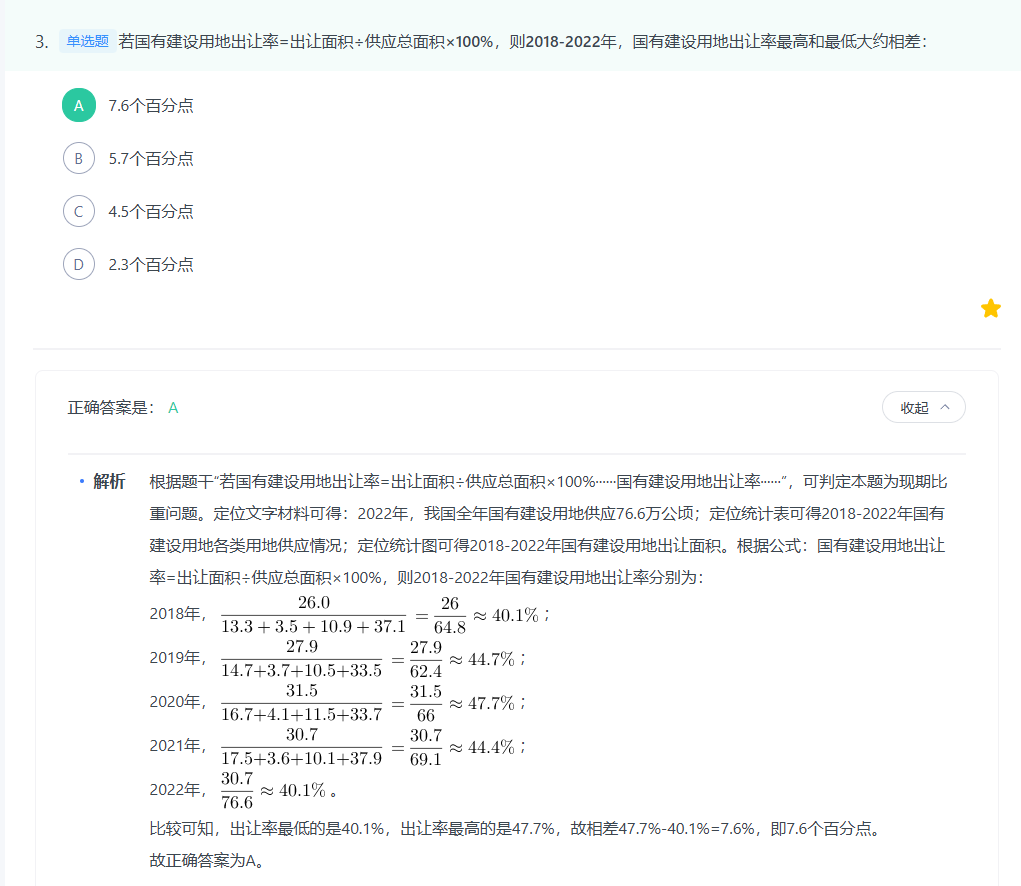 3. 单选题 若国有建设用地出让率=出让面积÷供应总面积×100%，则2018-2022年，国有建设用地出让率最高和最低大约相差：
A 7.6个百分点
B 5.7个百分点
C 4.5个百分点
D 2.3个百分点
正确答案是： A 收起
• 解析 根据题干“若国有建设用地出让率=出让面积÷供应总面积×100%……国有建设用地出让率……”，可判定本题为现期比
重问题。定位文字材料可得：2022年，我国全年国有建设用地供应76.6万公顷；定位统计表可得2018-2022年国有
建设用地各类用地供应情况；定位统计图可得2018-2022年国有建设用地出让面积。根据公式：国有建设用地出让
率=出让面积÷供应总面积×100%，则2018-2022年国有建设用地出让率分别为：
2018年， 26.0 / (13.3 + 3.5 + 10.9 + 37.1) = 26 / 64.8 ≈ 40.1%；
2019年， 27.9 / (14.7+3.7+10.5+33.5) = 27.9 / 62.4 ≈ 44.7%；
2020年， 31.5 / (16.7+4.1+11.5+33.7) = 31.5 / 66 ≈ 47.7%；
2021年， 30.7 / (17.5+3.6+10.1+37.9) = 30.7 / 69.1 ≈ 44.4%；
2022年， 30.7 / 76.6 ≈ 40.1%。
比较可知，出让率最低的是40.1%，出让率最高的是47.7%，故相差47.7%-40.1%=7.6%，即7.6个百分点。
故正确答案为A。